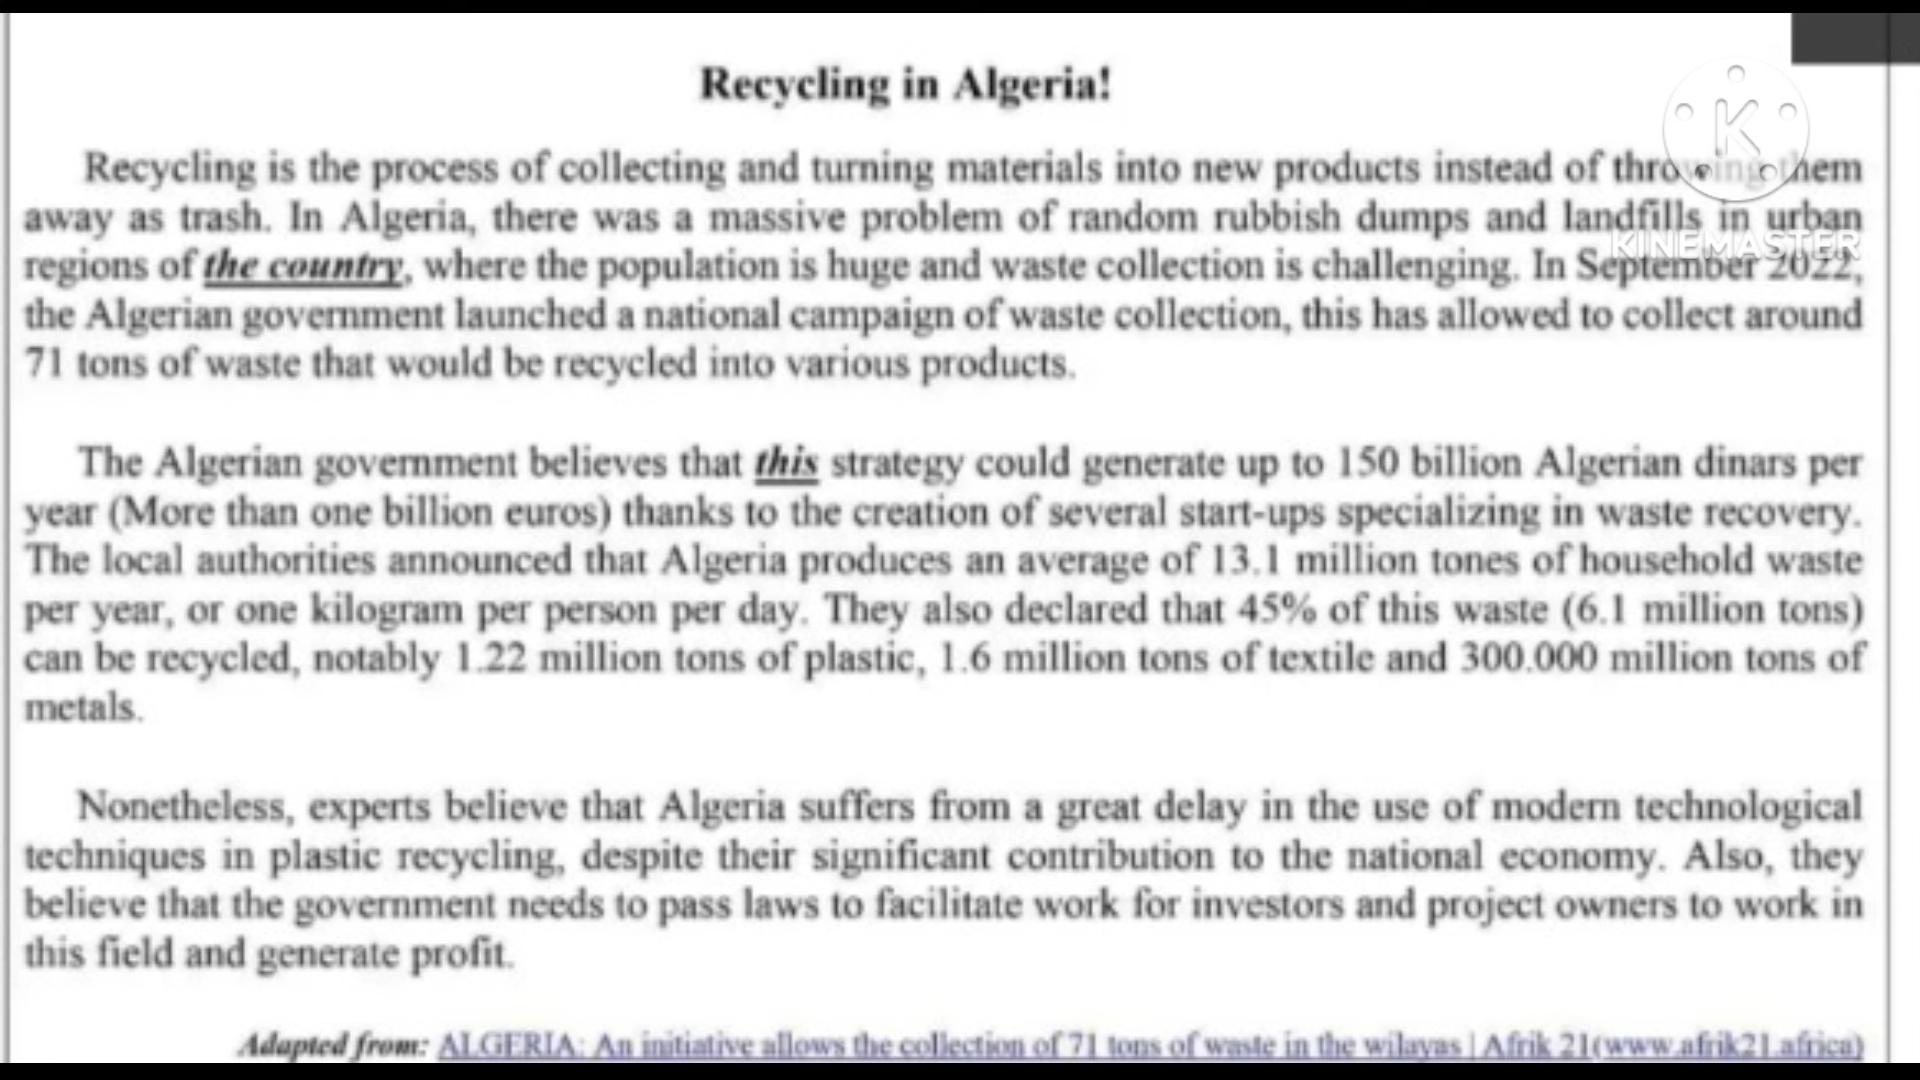 Recycling in Algeria!
Recycling is the process of collecting and turning materials into new products instead of throwing them
away as trash. In Algeria, there was a massive problem of random rubbish dumps and landfills in urban
regions of the country, where the population is huge and waste collection is challenging. In September 2022,
the Algerian government launched a national campaign of waste collection, this has allowed to collect around
71 tons of waste that would be recycled into various products.
The Algerian government believes that this strategy could generate up to 150 billion Algerian dinars per
year (More than one billion euros) thanks to the creation of several start-ups specializing in waste recovery.
The local authorities announced that Algeria produces an average of 13.1 million tones of household waste
per year, or one kilogram per person per day. They also declared that 45% of this waste (6.1 million tons)
can be recycled, notably 1.22 million tons of plastic, 1.6 million tons of textile and 300.000 million tons of
metals.
Nonetheless, experts believe that Algeria suffers from a great delay in the use of modern technological
techniques in plastic recycling, despite their significant contribution to the national economy. Also, they
believe that the government needs to pass laws to facilitate work for investors and project owners to work in
this field and generate profit.
Adapted from: ALGERIA: An initiative allows the collection of 71 tons of waste in the wilayas | Afrik 21(www.afrik21.africa)
K
KINEMASTER